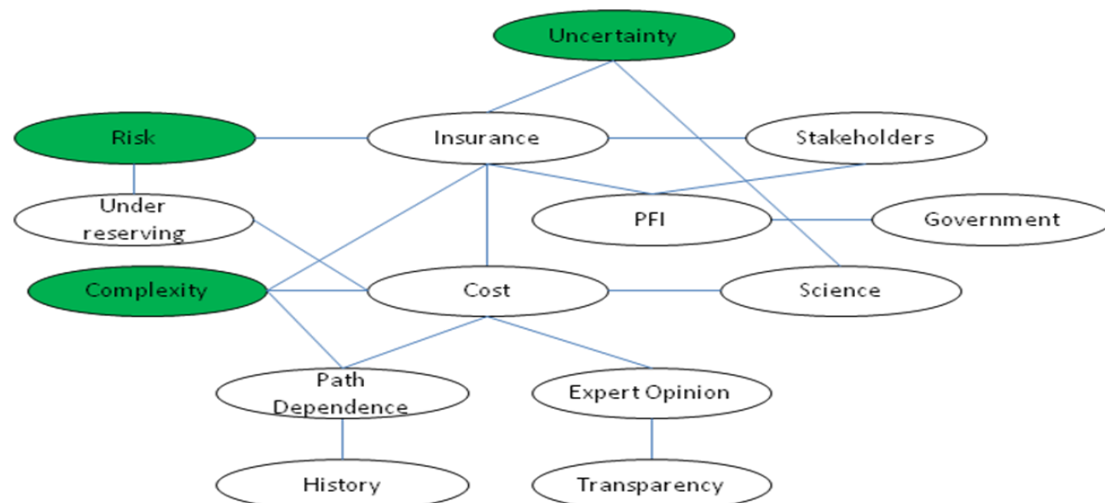 Uncertainty
Risk
Insurance
Stakeholders
Under
reserving
PFI
Government
Complexity
Cost
Science
Path
Dependence
Expert Opinion
History
Transparency